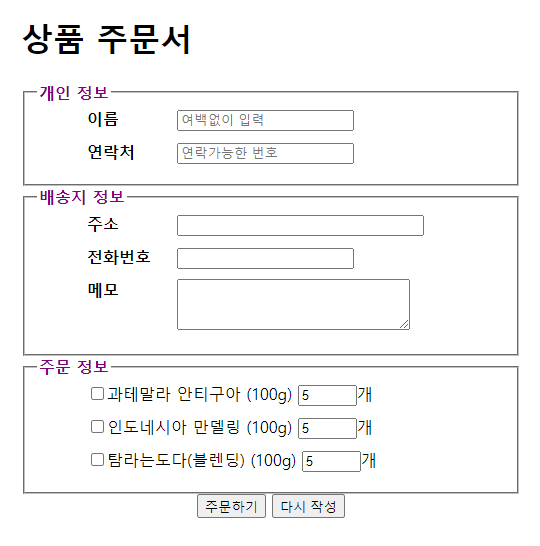 상품 주문서
개인 정보
이름 여백없이 입력
연락처 연락가능한 번호
배송지 정보
주소
전화번호
메모
주문 정보
과테말라 안티구아 (100g) 5개
인도네시아 만델링 (100g) 5개
탐라는도다(블렌딩) (100g) 5개
주문하기 다시 작성